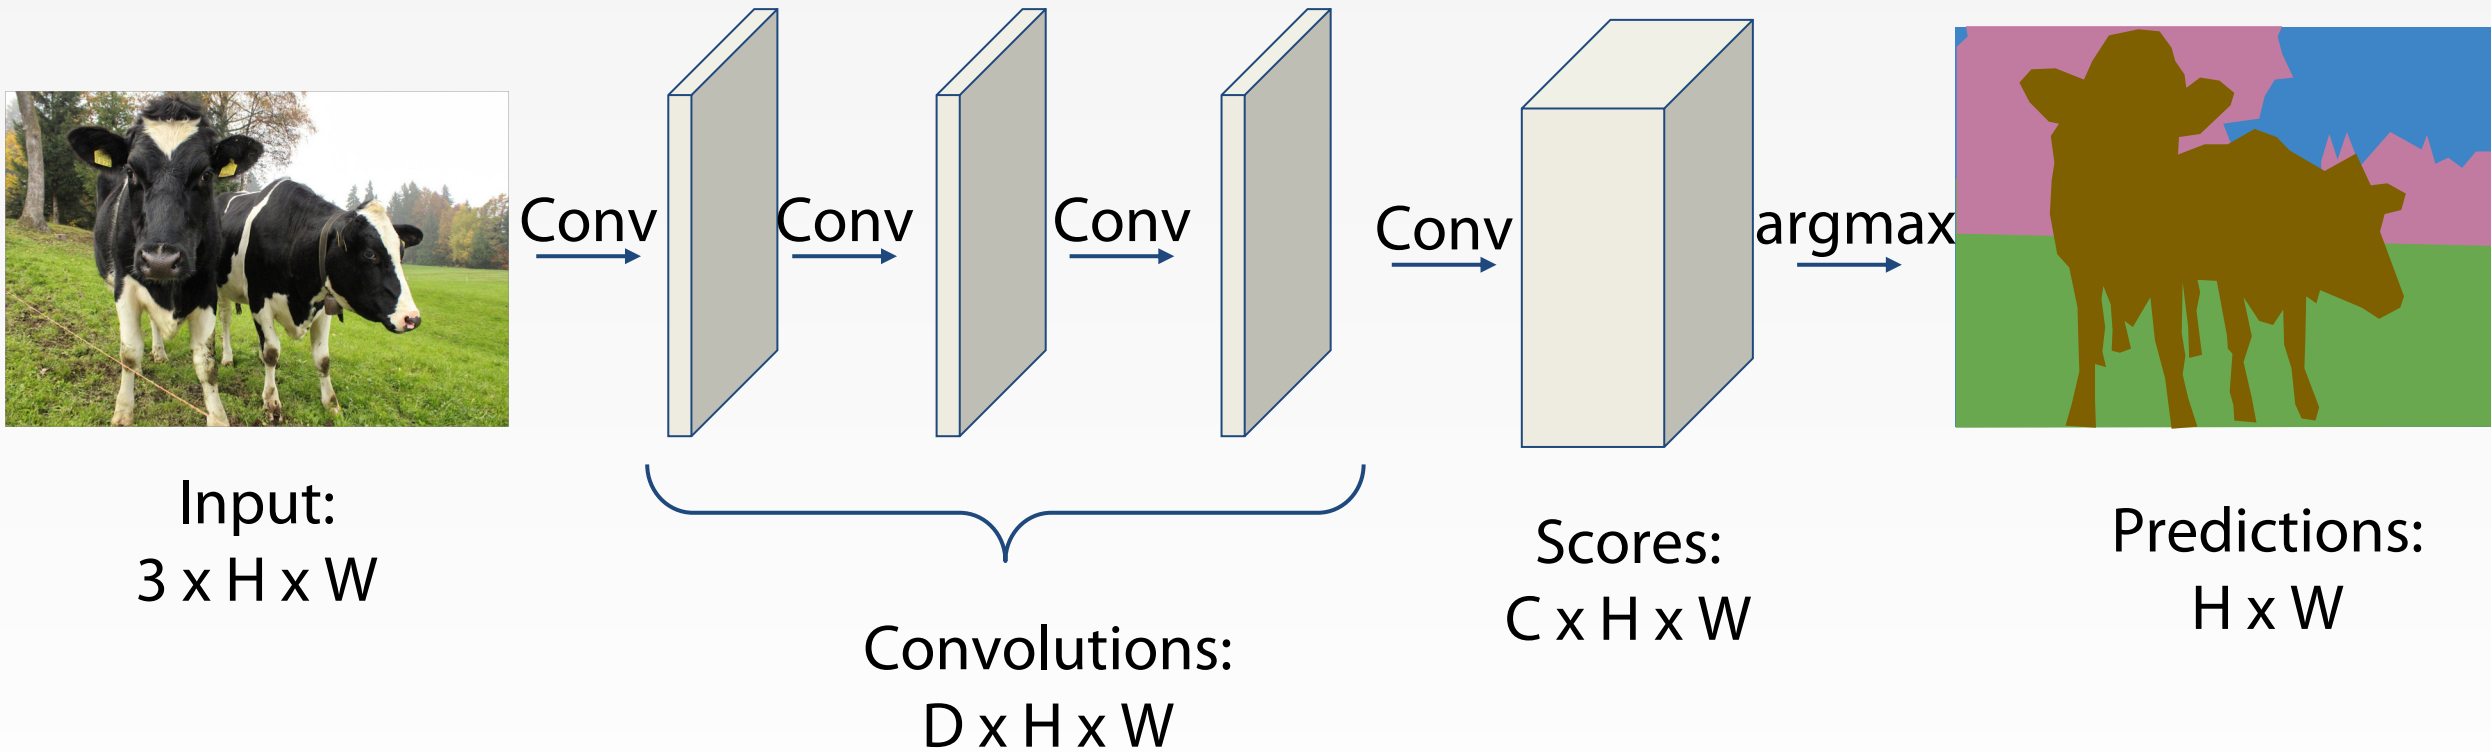 Conv
Conv
Conv
Conv
argmax
Input:
3 x H x W
Convolutions:
D x H x W
Scores:
C x H x W
Predictions:
H x W